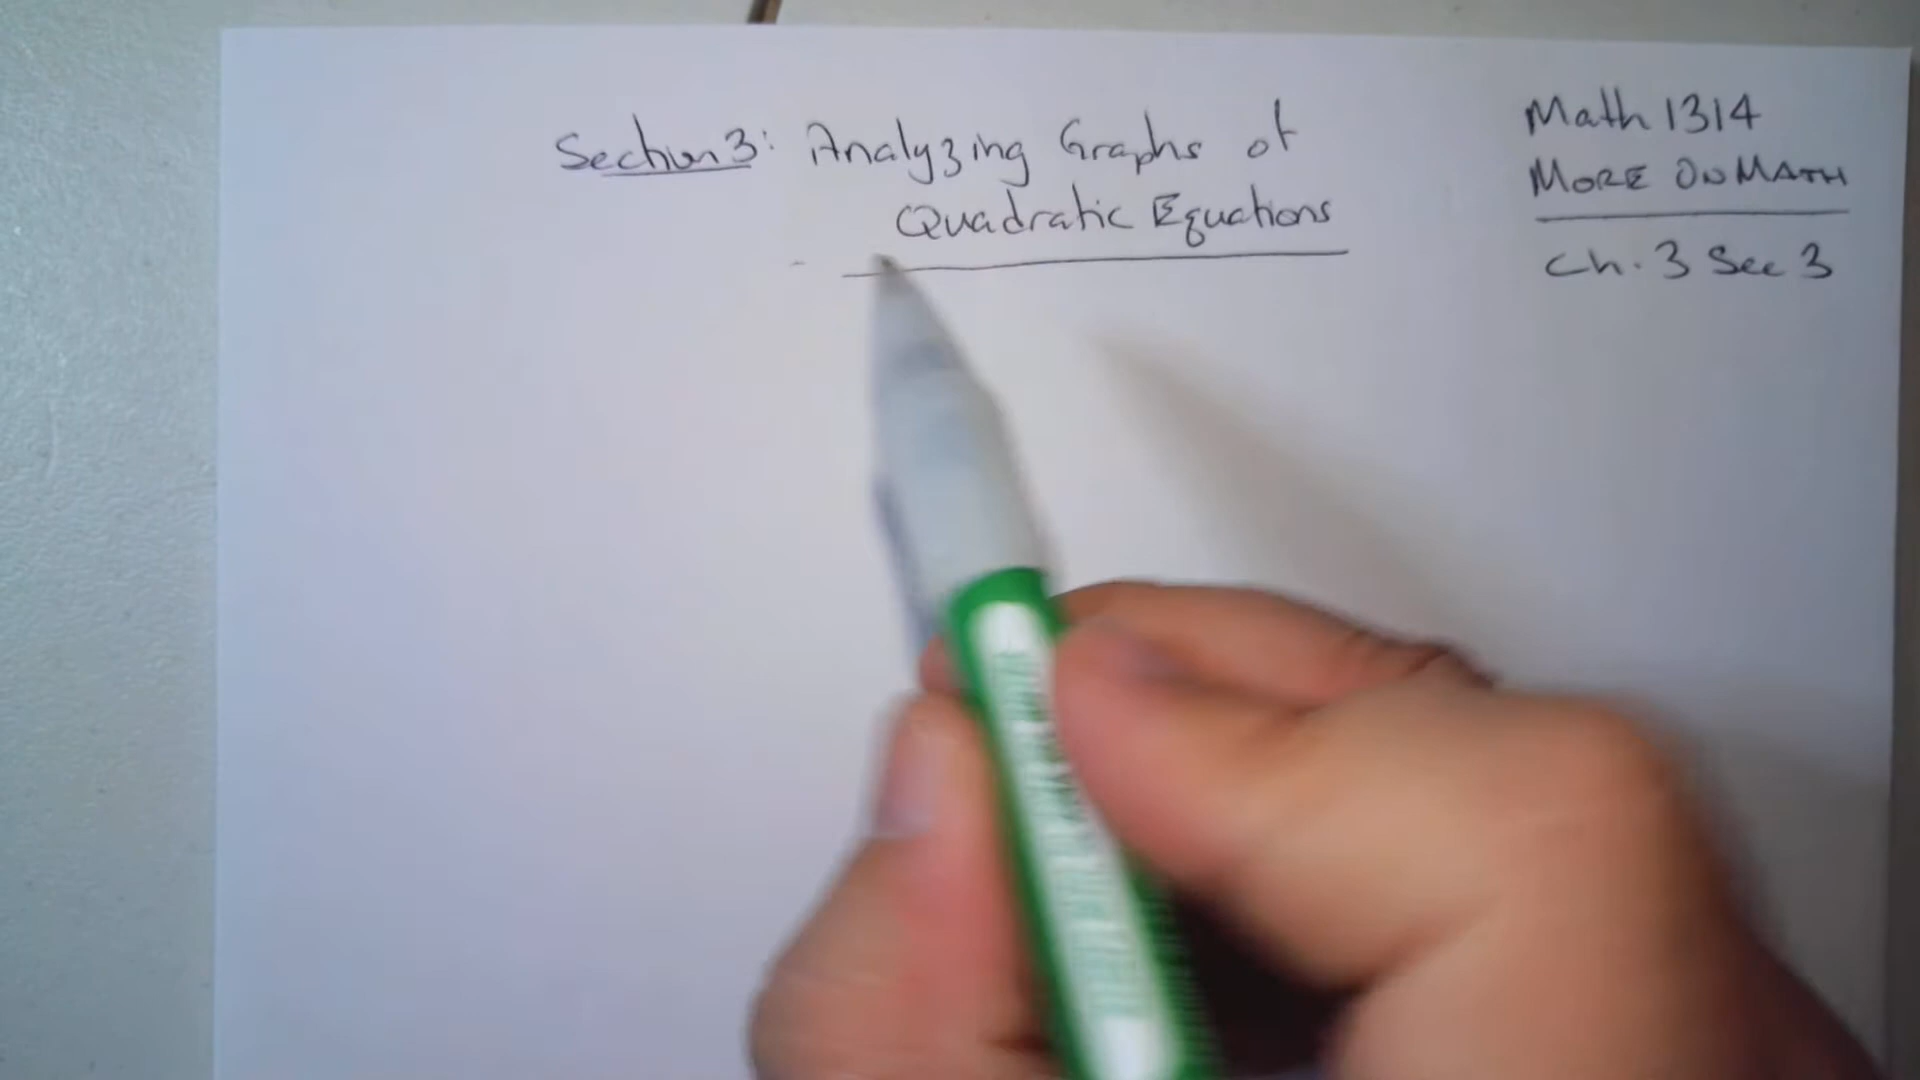 Section 3: Analyzing Graphs of
Quadratic Equations
Math 1314
MORE ON MATH
Ch. 3 Sec 3